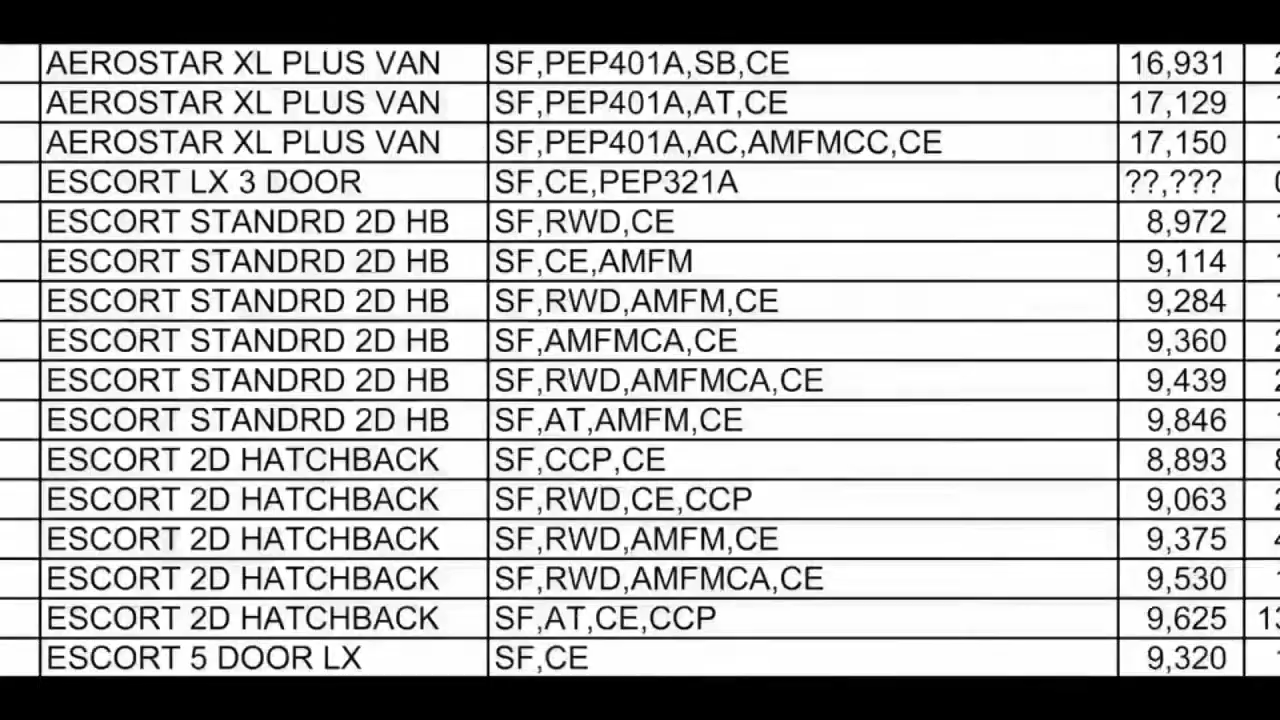 AEROSTAR XL PLUS VAN SF,PEP401A,SB,CE 16,931
AEROSTAR XL PLUS VAN SF,PEP401A,AT,CE 17,129
AEROSTAR XL PLUS VAN SF,PEP401A,AC,AMFMCC,CE 17,150
ESCORT LX 3 DOOR SF,CE,PEP321A ??,???
ESCORT STANDRD 2D HB SF,RWD,CE 8,972
ESCORT STANDRD 2D HB SF,CE,AMFM 9,114
ESCORT STANDRD 2D HB SF,RWD,AMFM,CE 9,284
ESCORT STANDRD 2D HB SF,AMFMCA,CE 9,360
ESCORT STANDRD 2D HB SF,RWD,AMFMCA,CE 9,439
ESCORT STANDRD 2D HB SF,AT,AMFM,CE 9,846
ESCORT 2D HATCHBACK SF,CCP,CE 8,893
ESCORT 2D HATCHBACK SF,RWD,CE,CCP 9,063
ESCORT 2D HATCHBACK SF,RWD,AMFM,CE 9,375
ESCORT 2D HATCHBACK SF,RWD,AMFMCA,CE 9,530
ESCORT 2D HATCHBACK SF,AT,CE,CCP 9,625
ESCORT 5 DOOR LX SF,CE 9,320